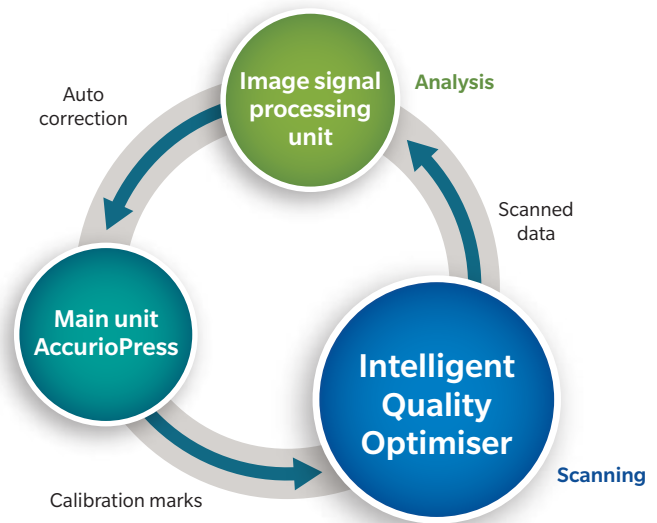 Image signal
processing
unit
Analysis
Auto
correction
Scanned
data
Main unit
AccurioPress
Intelligent
Quality
Optimiser
Scanning
Calibration marks